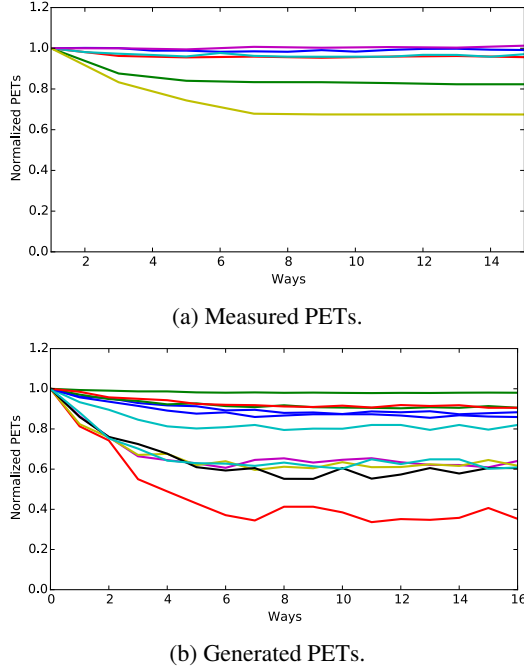 1.2
1.0
0.8
0.6
0.4
0.2
0.0
Normalized PETs
2 4 6 8 10 12 14
Ways
(a) Measured PETs.
1.2
1.0
0.8
0.6
0.4
0.2
0.0
Normalized PETs
0 2 4 6 8 10 12 14 16
Ways
(b) Generated PETs.